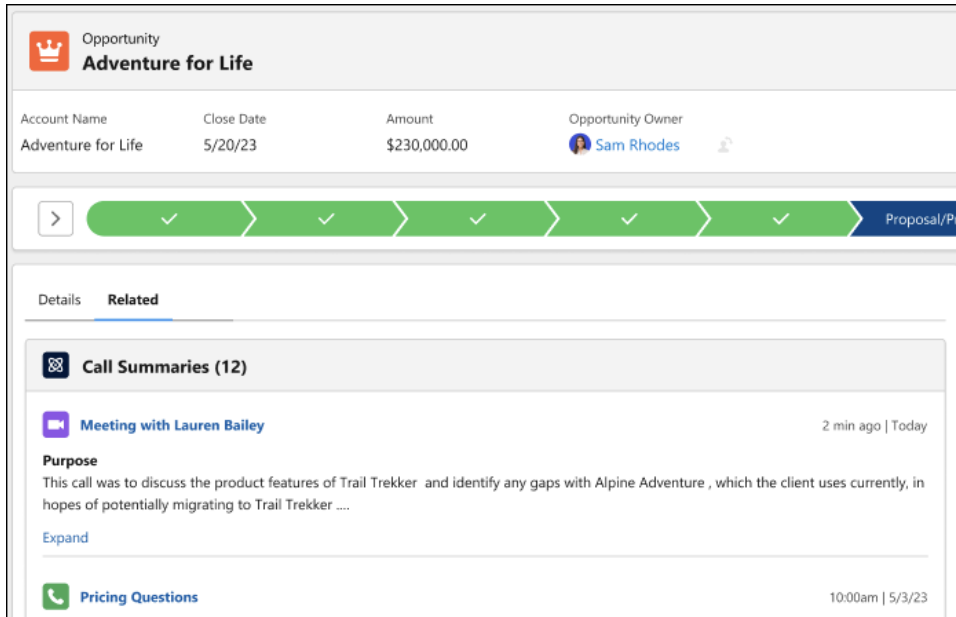 Opportunity
Adventure for Life
Account Name Close Date Amount Opportunity Owner
Adventure for Life 5/20/23 $230,000.00 Sam Rhodes
Proposal/P
Details Related
Call Summaries (12)
Meeting with Lauren Bailey 2 min ago | Today
Purpose
This call was to discuss the product features of Trail Trekker and identify any gaps with Alpine Adventure , which the client uses currently, in
hopes of potentially migrating to Trail Trekker ....
Expand
Pricing Questions 10:00am | 5/3/23